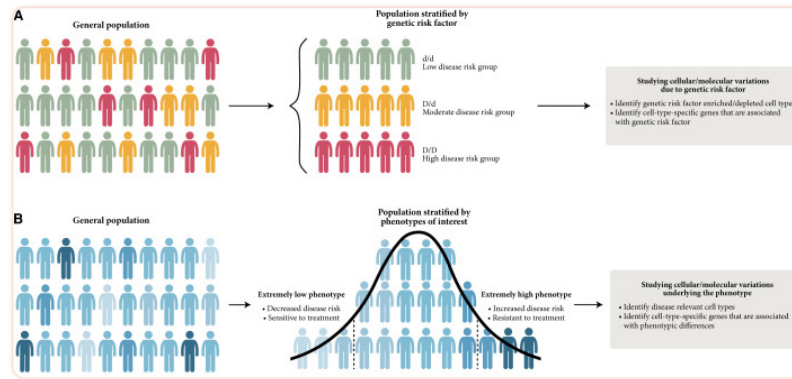 A
General population
Population stratified by
genetic risk factor
d/d
Low disease risk group
D/d
Moderate disease risk group
D/D
High disease risk group
Studying cellular/molecular variations
due to genetic risk factor
• Identify genetic risk factor enriched/depleted cell type
• Identify cell-type-specific genes that are associated
with genetic risk factor
B
General population
Population stratified by
phenotypes of interest
Extremely low phenotype
• Decreased disease risk
• Sensitive to treatment
Extremely high phenotype
• Increased disease risk
• Resistant to treatment
Studying cellular/molecular variations
underlying the phenotype
• Identify disease relevant cell types
• Identify cell-type–specific genes that are associated
with phenotypic differences